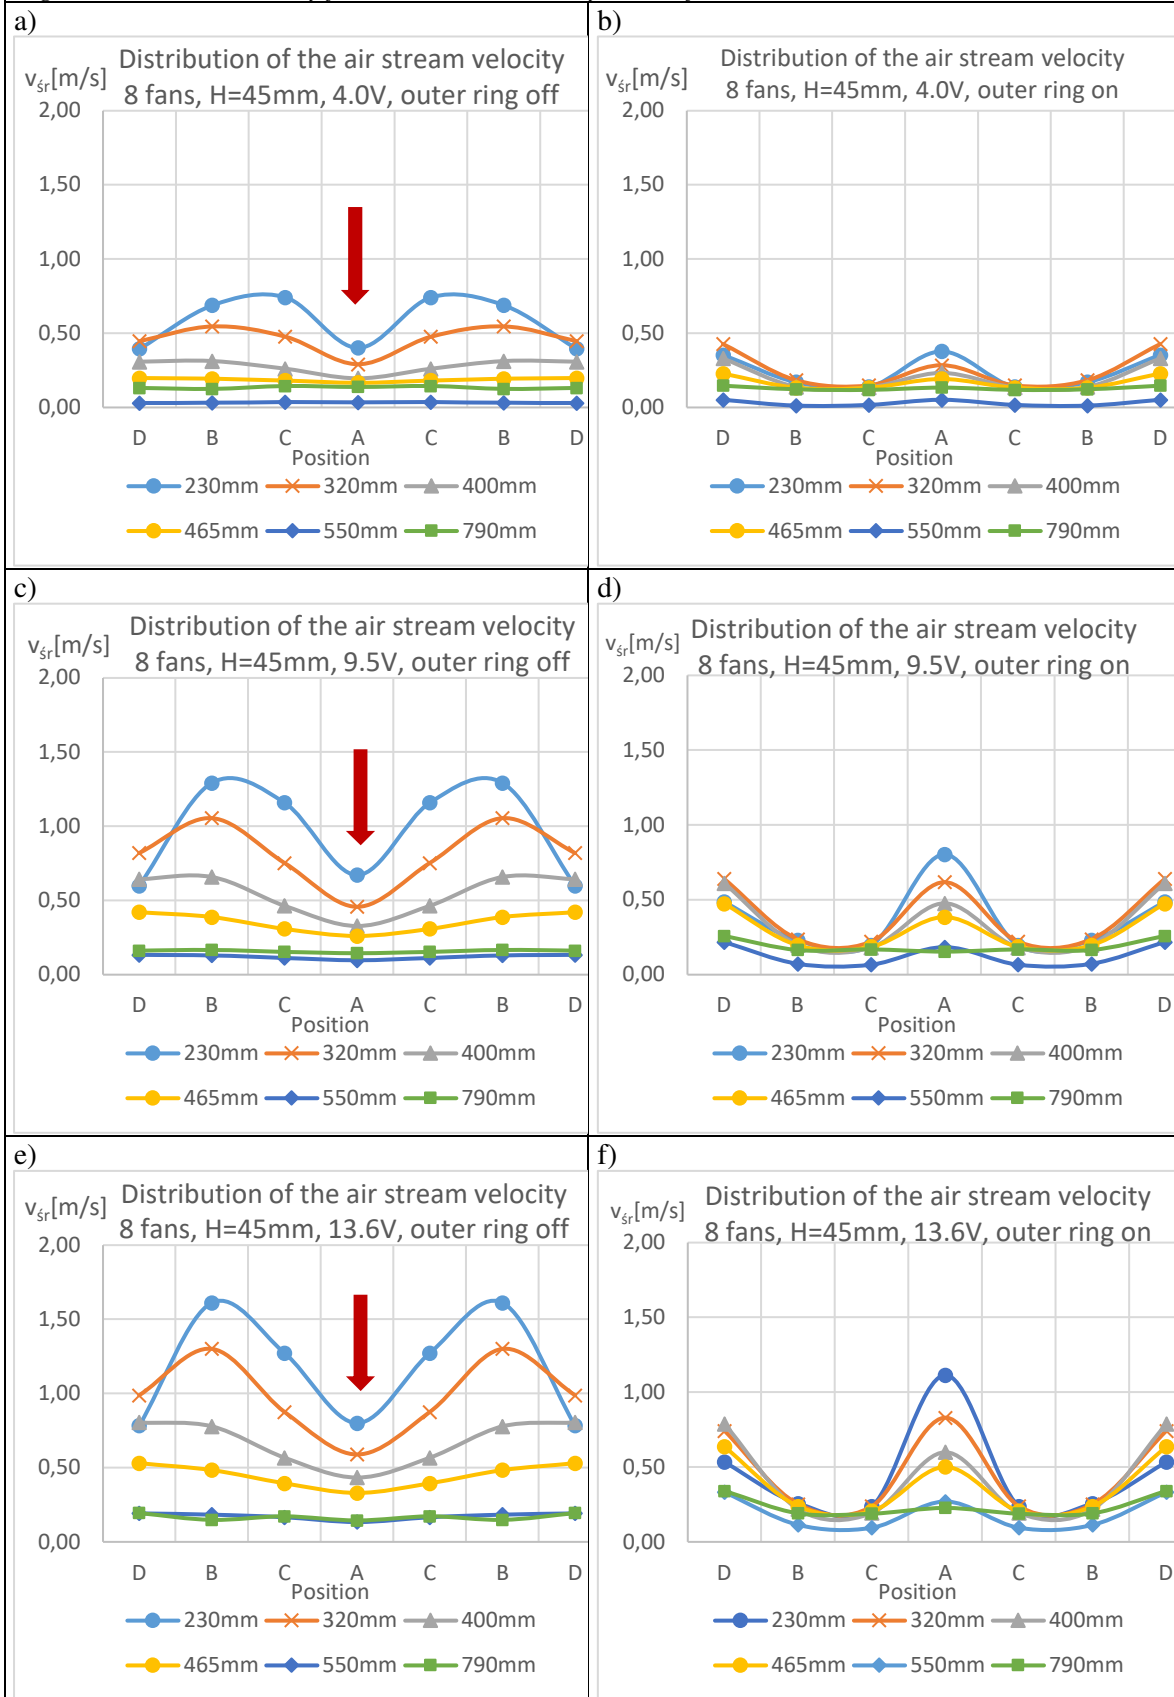 a)
Distribution of the air stream velocity
8 fans, H=45mm, 4.0V, outer ring off
vśr[m/s]
2,00
1,50
1,00
0,50
0,00
D B C A C B D
Position
230mm 320mm 400mm
465mm 550mm 790mm
b)
Distribution of the air stream velocity
8 fans, H=45mm, 4.0V, outer ring on
vśr[m/s]
2,00
1,50
1,00
0,50
0,00
D B C A C B D
Position
230mm 320mm 400mm
465mm 550mm 790mm
c)
Distribution of the air stream velocity
8 fans, H=45mm, 9.5V, outer ring off
vśr[m/s]
2,00
1,50
1,00
0,50
0,00
D B C A C B D
Position
230mm 320mm 400mm
465mm 550mm 790mm
d)
Distribution of the air stream velocity
8 fans, H=45mm, 9.5V, outer ring on
vśr[m/s]
2,00
1,50
1,00
0,50
0,00
D B C A C B D
Position
230mm 320mm 400mm
465mm 550mm 790mm
e)
Distribution of the air stream velocity
8 fans, H=45mm, 13.6V, outer ring off
vśr[m/s]
2,00
1,50
1,00
0,50
0,00
D B C A C B D
Position
230mm 320mm 400mm
465mm 550mm 790mm
f)
Distribution of the air stream velocity
8 fans, H=45mm, 13.6V, outer ring on
vśr[m/s]
2,00
1,50
1,00
0,50
0,00
D B C A C B D
Position
230mm 320mm 400mm
465mm 550mm 790mm